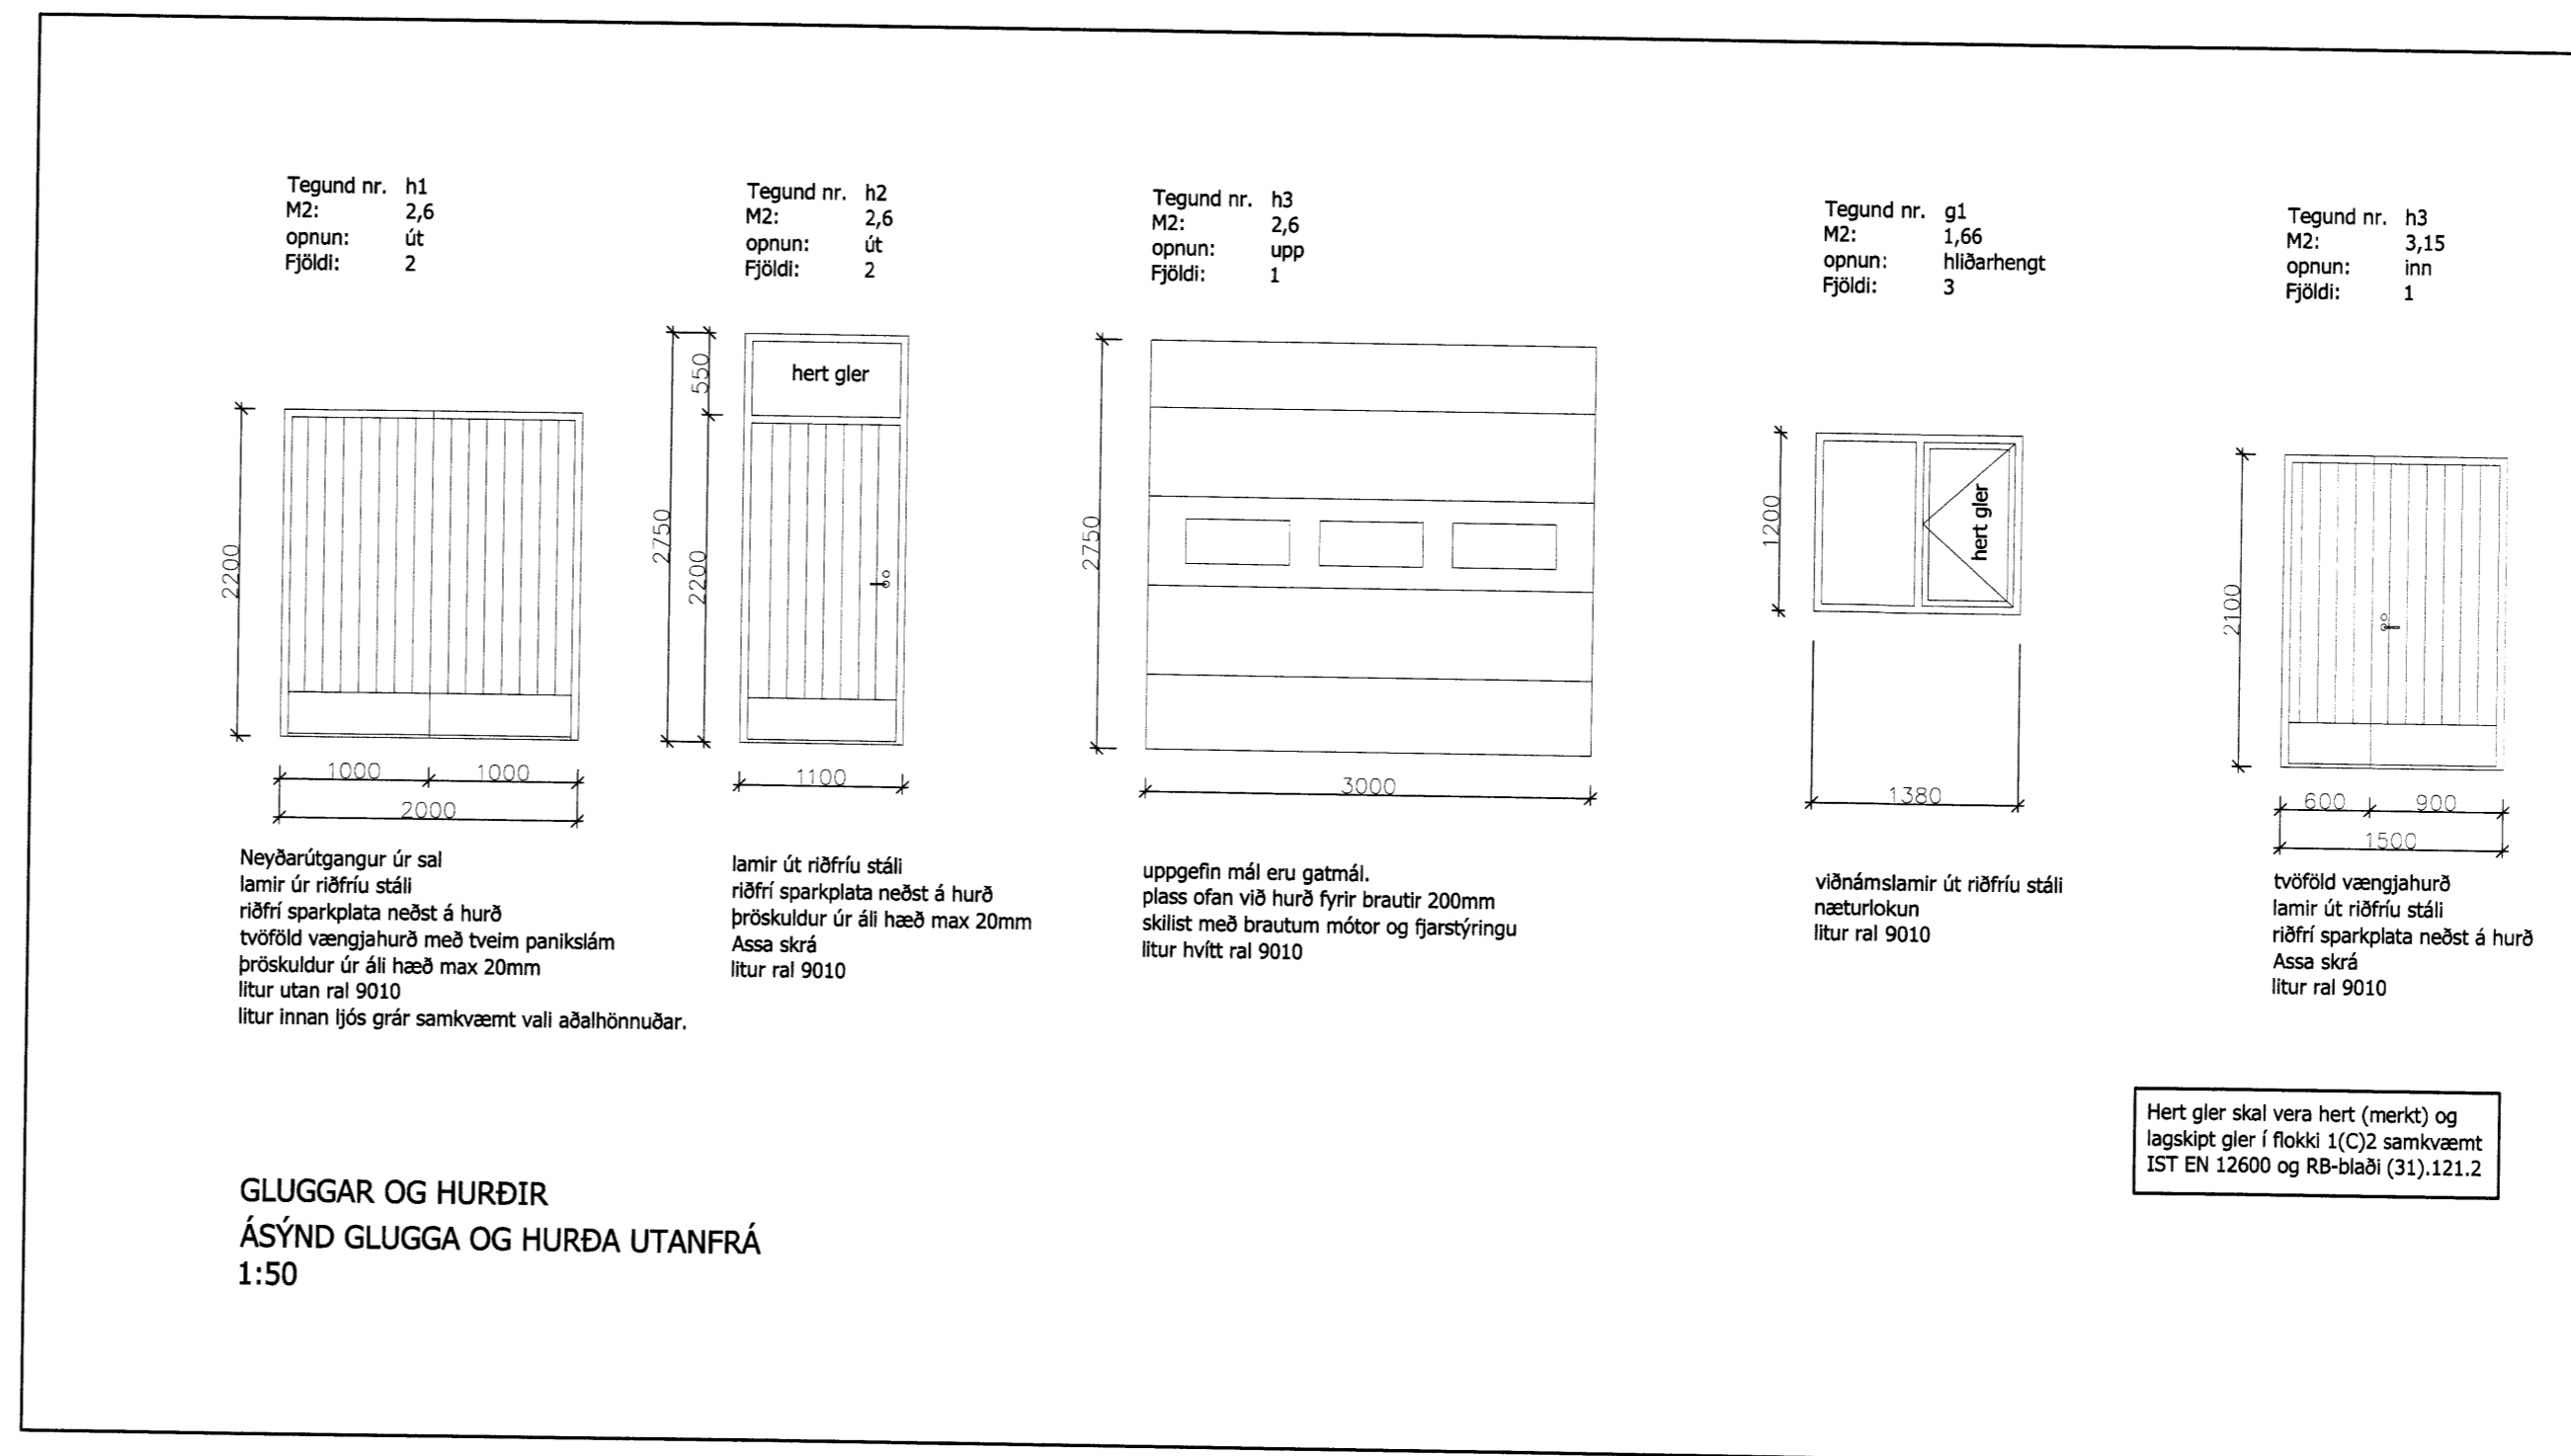 Tegund nr. h1
M2: 2,6
opnun: út
Fjöldi: 2
Tegund nr. h2
M2: 2,6
opnun: út
Fjöldi: 2
Tegund nr. h3
M2: 2,6
opnun: upp
Fjöldi: 1
Tegund nr. g1
M2: 1,66
opnun: hliðarhengt
Fjöldi: 3
Tegund nr. h3
M2: 3,15
opnun: inn
Fjöldi: 1
2200
1000 1000
2000
550
2750
2200
hert gler
1100
2750
3000
1200
hert gler
1380
2100
600 900
1500
Neyðarútgangur úr sal
lamir úr riðfríu stáli
riðfrí sparkplata neðst á hurð
tvöföld vængjahurð með tveim panikslám
þröskuldur úr áli hæð max 20mm
litur utan ral 9010
litur innan ljós grár samkvæmt vali aðalhönnuðar.
lamir út riðfríu stáli
riðfrí sparkplata neðst á hurð
þröskuldur úr áli hæð max 20mm
Assa skrá
litur ral 9010
uppgefin mál eru gatmál.
plass ofan við hurð fyrir brautir 200mm
skilist með brautum mótor og fjarstýringu
litur hvítt ral 9010
viðnámslamir út riðfríu stáli
næturlokun
litur ral 9010
tvöföld vængjahurð
lamir út riðfríu stáli
riðfrí sparkplata neðst á hurð
Assa skrá
litur ral 9010
Hert gler skal vera hert (merkt) og
lagskipt gler í flokki 1(C)2 samkvæmt
IST EN 12600 og RB-blaði (31).121.2
GLUGGAR OG HURÐIR
ÁSÝND GLUGGA OG HURÐA UTANFRÁ
1:50